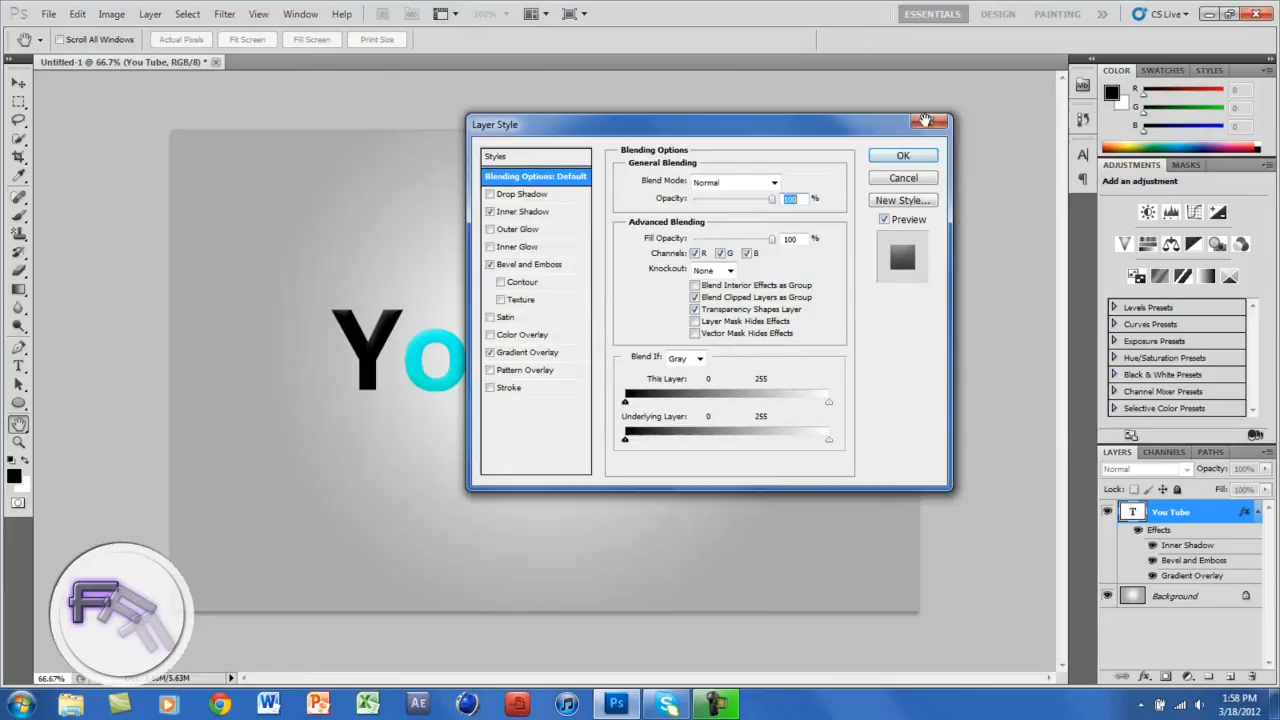 Ps File Edit Image Layer Select Filter View Window Help Br Mb 100% ESSENTIALS DESIGN PAINTING CS Live
Scroll All Windows Actual Pixels Fit Screen Fill Screen Print Size
Untitled-1 @ 66.7% (You Tube, RGB/8) *
COLOR SWATCHES STYLES
R 0
G 0
B 0
Layer Style
Styles
Blending Options: Default
Drop Shadow
Inner Shadow
Outer Glow
Inner Glow
Bevel and Emboss
Contour
Texture
Satin
Color Overlay
Gradient Overlay
Pattern Overlay
Stroke
Blending Options
General Blending
Blend Mode: Normal
Opacity: 100 %
Advanced Blending
Fill Opacity: 100 %
Channels: R G B
Knockout: None
Blend Interior Effects as Group
Blend Clipped Layers as Group
Transparency Shapes Layer
Layer Mask Hides Effects
Vector Mask Hides Effects
Blend If: Gray
This Layer: 0 255
Underlying Layer: 0 255
OK
Cancel
New Style...
Preview
Yo
ADJUSTMENTS MASKS
Add an adjustment
Levels Presets
Curves Presets
Exposure Presets
Hue/Saturation Presets
Black & White Presets
Channel Mixer Presets
Selective Color Presets
LAYERS CHANNELS PATHS
Normal Opacity: 100%
Lock: Fill: 100%
T You Tube fx
Effects
Inner Shadow
Bevel and Emboss
Gradient Overlay
Background
66.67% M/5.63M
1:58 PM
3/18/2012